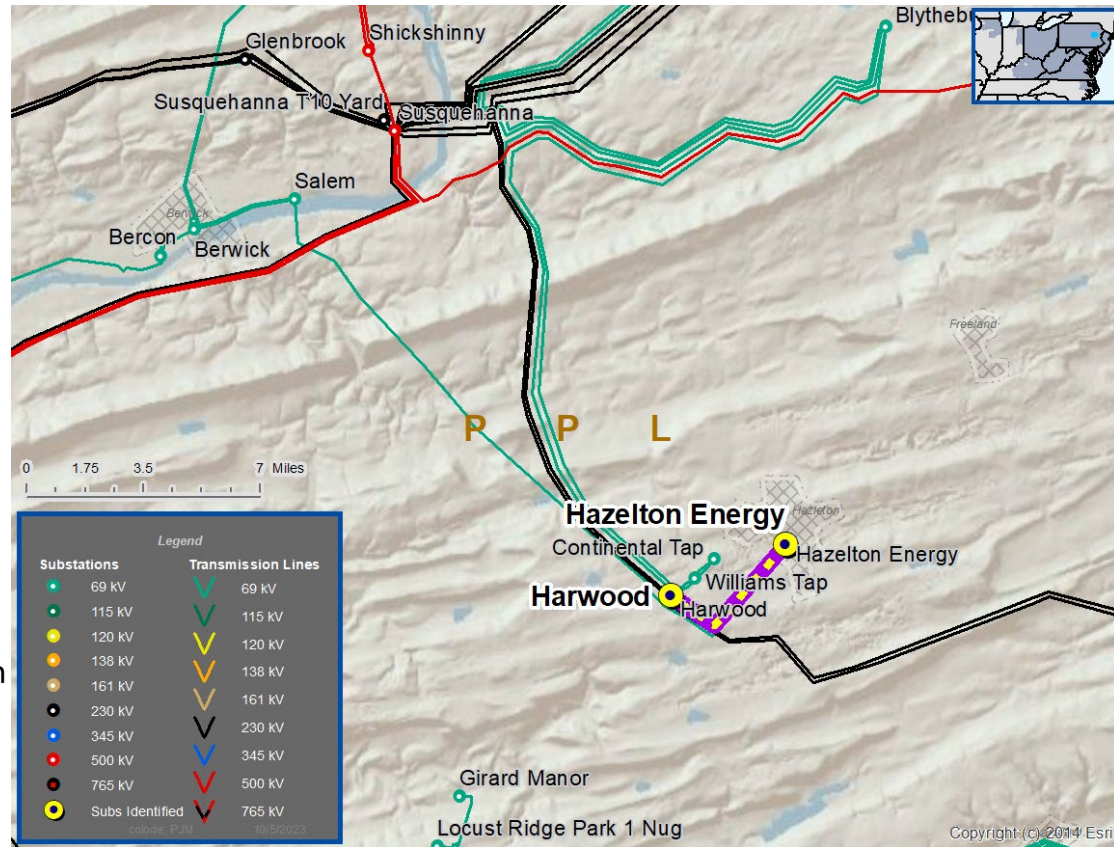 Shickshinny
Blythebu
Glenbrook
Susquehanna T10 Yard
Susquehanna
Salem
Berwick
Bercon
Berwick
Freeland
P P L
0 1.75 3.5 7 Miles
Hazelton Energy
Hazleton
Continental Tap
Hazelton Energy
Williams Tap
Harwood
Harwood
n
Legend
Substations Transmission Lines
69 kV 69 kV
115 kV 115 kV
120 kV 120 kV
138 kV 138 kV
161 kV 161 kV
230 kV 230 kV
345 kV 345 kV
500 kV 500 kV
765 kV 765 kV
Subs Identified
colode, PJM 10/5/2023
Girard Manor
Locust Ridge Park 1 Nug
Copyright (c) 2014 Esri